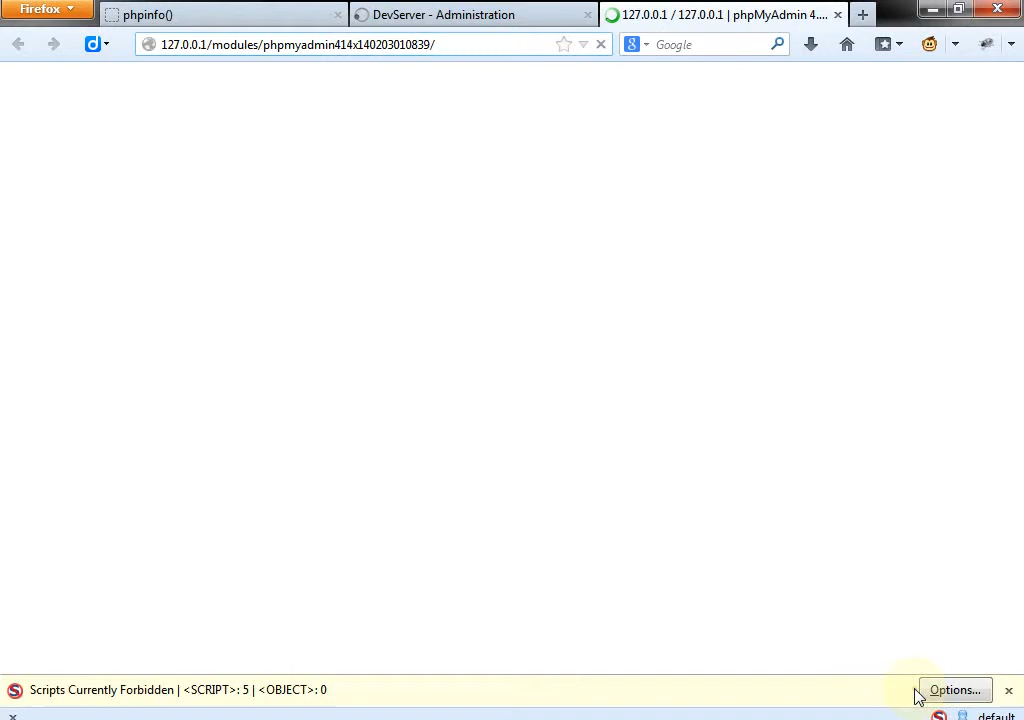 Firefox
phpinfo()
DevServer - Administration
127.0.0.1 / 127.0.0.1 | phpMyAdmin 4....
127.0.0.1/modules/phpmyadmin414x140203010839/
Google
Scripts Currently Forbidden | <SCRIPT>: 5 | <OBJECT>: 0
Options...
default